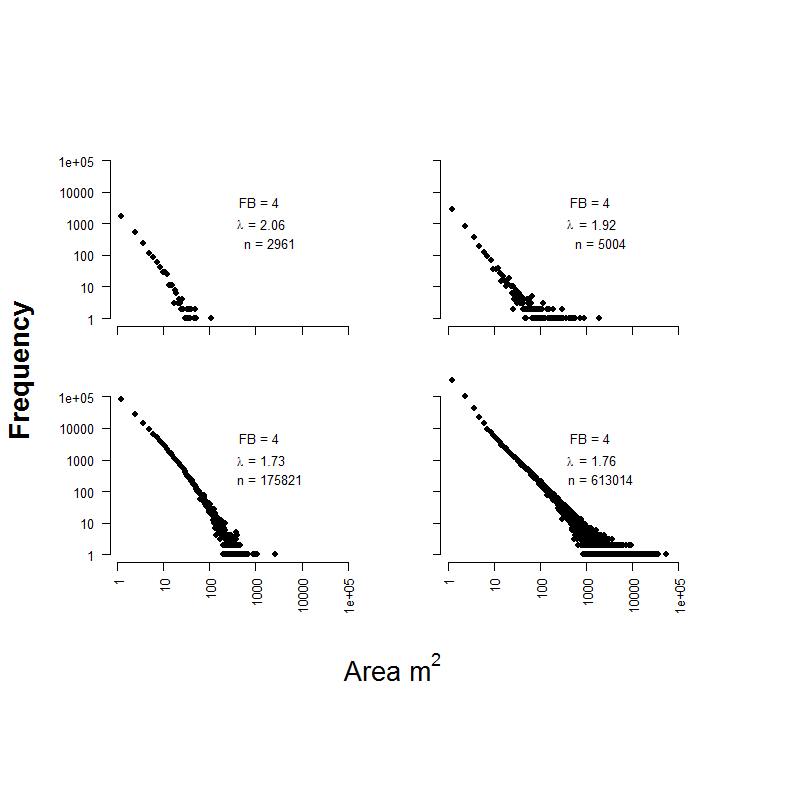 1e+05
10000
1000
100
10
1
FB = 4
λ = 2.06
n = 2961
FB = 4
λ = 1.92
n = 5004
Frequency
1e+05
10000
1000
100
10
1
FB = 4
λ = 1.73
n = 175821
1
10
100
1000
10000
1e+05
FB = 4
λ = 1.76
n = 613014
1
10
100
1000
10000
1e+05
Area m²